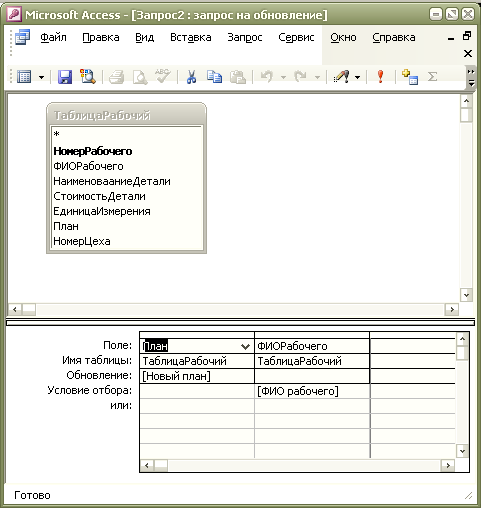 Microsoft Access - [Запрос2 : запрос на обновление]
Файл Правка Вид Вставка Запрос Сервис Окно Справка
ТаблицаРабочий
*
НомерРабочего
ФИОРабочего
НаименовааниеДетали
СтоимостьДетали
ЕдиницаИзмерения
План
НомерЦеха
Поле: План ФИОРабочего
Имя таблицы: ТаблицаРабочий ТаблицаРабочий
Обновление: [Новый план]
Условие отбора: [ФИО рабочего]
или:
Готово